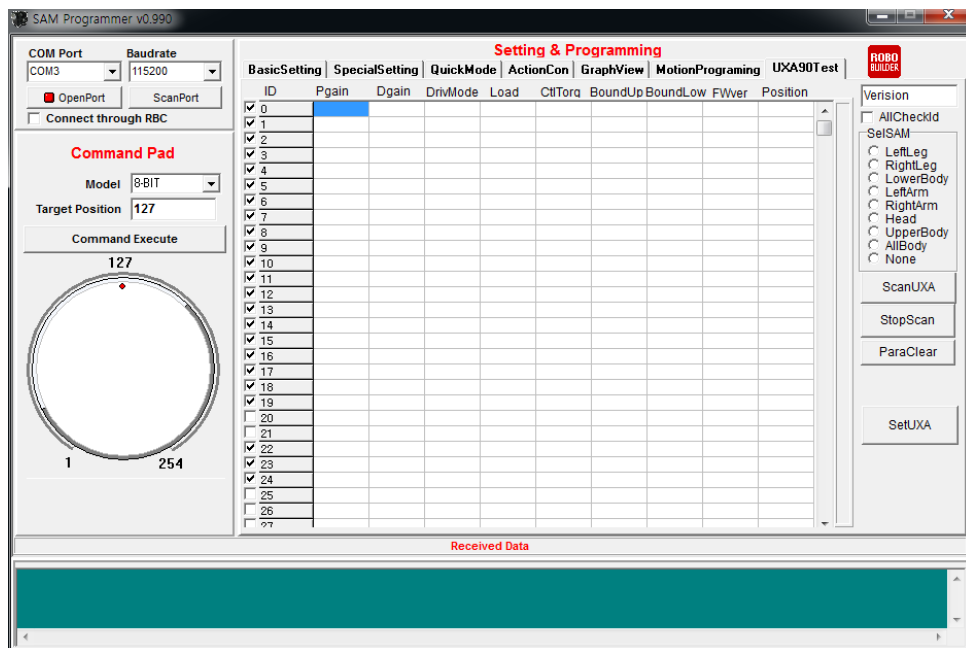 SAM Programmer v0.990
COM Port Baudrate
COM3 115200
OpenPort ScanPort
Connect through RBC
Command Pad
Model 8-BIT
Target Position 127
Command Execute
127
1 254
Setting & Programming
BasicSetting SpecialSetting QuickMode ActionCon GraphView MotionPrograming UXA90Test
ID Pgain Dgain DrivMode Load CtlTorq BoundUp BoundLow FWver Position
0
1
2
3
4
5
6
7
8
9
10
11
12
13
14
15
16
17
18
19
20
21
22
23
24
25
26
27
ROBO
BUILDER
Verision
AllCheckId
SelSAM
LeftLeg
RightLeg
LowerBody
LeftArm
RightArm
Head
UpperBody
AllBody
None
ScanUXA
StopScan
ParaClear
SetUXA
Received Data